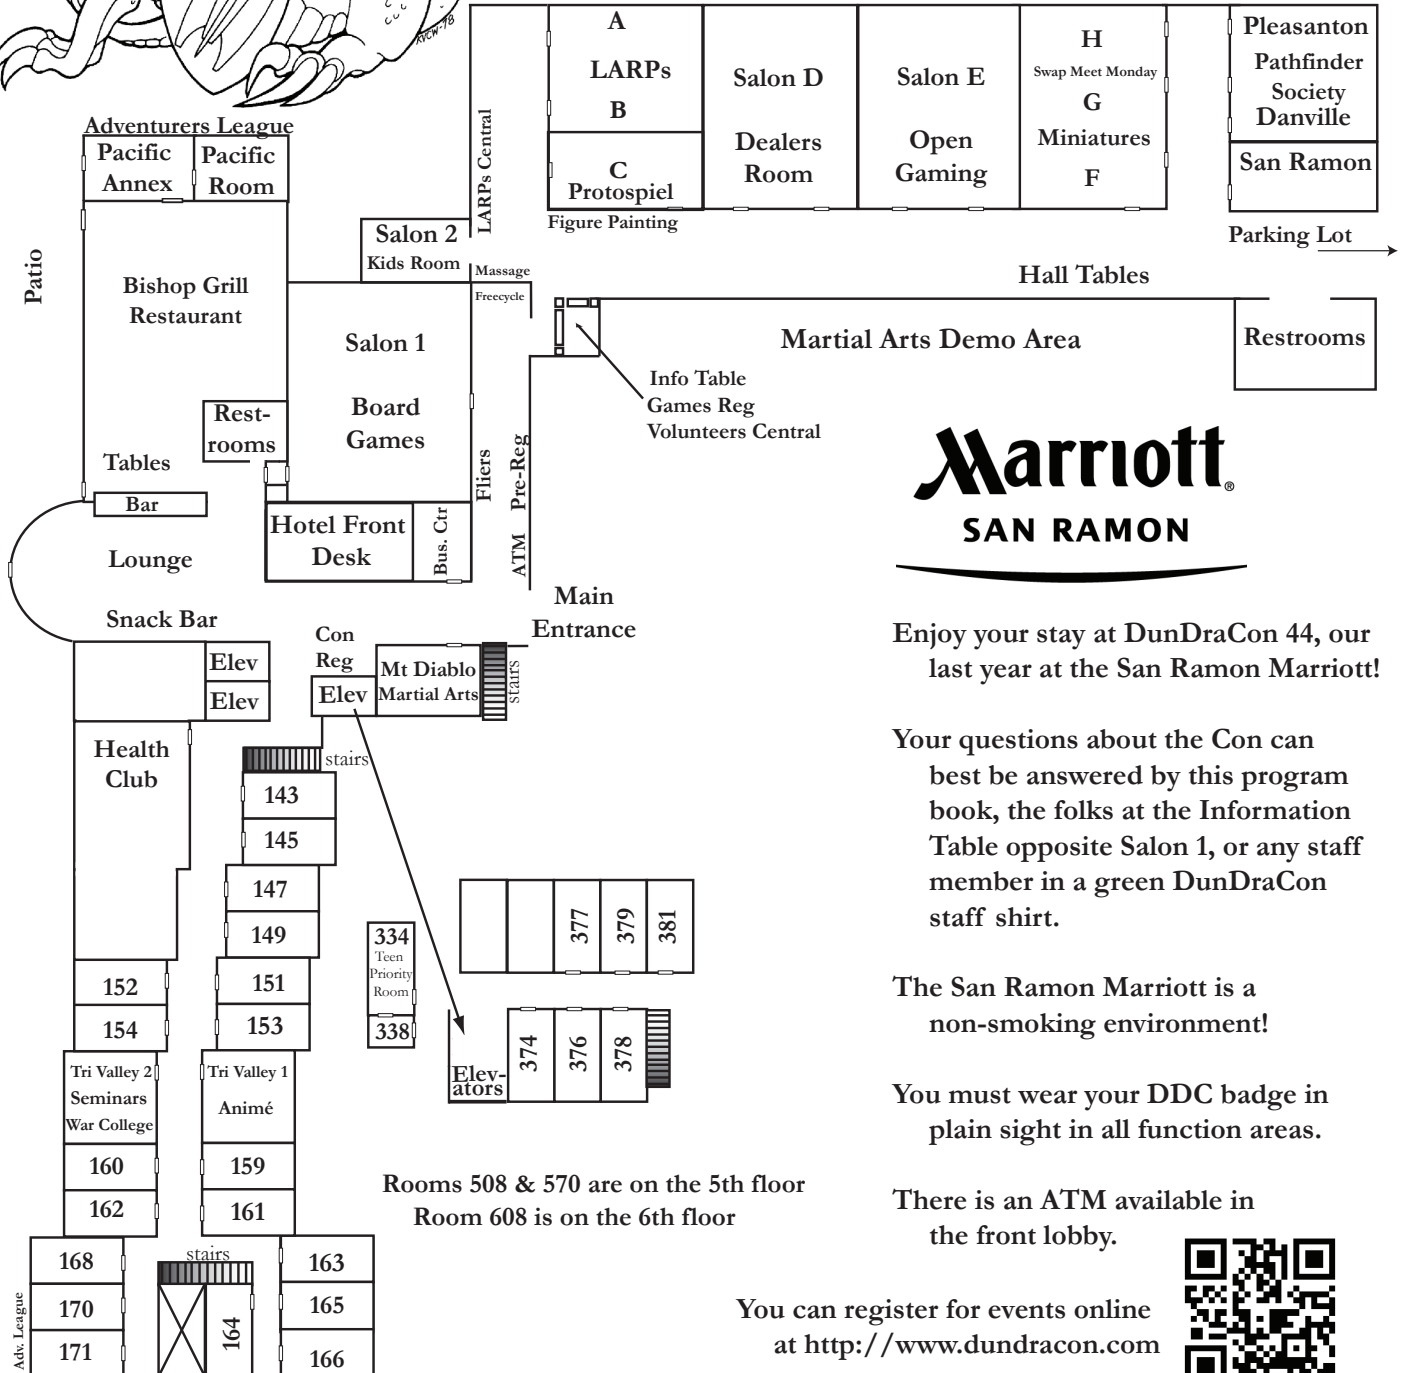 KVCW-98
A
LARPs
B
C
Protospiel
Figure Painting
Salon D
Dealers
Room
Salon E
Open
Gaming
H
Swap Meet Monday
G
Miniatures
F
Pleasanton
Pathfinder
Society
Danville
San Ramon
Parking Lot
Adventurers League
Pacific
Annex
Pacific
Room
LARPs Central
Salon 2
Kids Room
Massage
Freecycle
Hall Tables
Patio
Bishop Grill
Restaurant
Salon 1
Board
Games
Martial Arts Demo Area
Restrooms
Info Table
Games Reg
Volunteers Central
Rest-
rooms
Tables
Bar
Fliers
ATM Pre-Reg
Hotel Front
Desk
Bus. Ctr
Lounge
Snack Bar
Main
Entrance
Con
Reg
Elev
Elev
Elev
Mt Diablo
Martial Arts
stairs
Health
Club
stairs
143
145
147
149
151
153
152
154
Tri Valley 2
Seminars
War College
Tri Valley 1
Animé
160
162
159
161
168
170
171
Adv. League
stairs
164
163
165
166
334
Teen
Priority
Room
338
377
379
381
374
376
378
Elev-
ators
Rooms 508 & 570 are on the 5th floor
Room 608 is on the 6th floor
Marriott®
SAN RAMON
Enjoy your stay at DunDraCon 44, our
last year at the San Ramon Marriott!
Your questions about the Con can
best be answered by this program
book, the folks at the Information
Table opposite Salon 1, or any staff
member in a green DunDraCon
staff shirt.
The San Ramon Marriott is a
non-smoking environment!
You must wear your DDC badge in
plain sight in all function areas.
There is an ATM available in
the front lobby.
You can register for events online
at http://www.dundracon.com